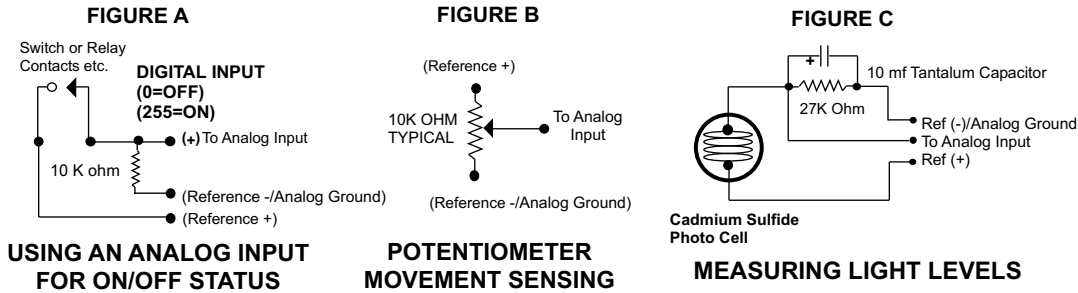 FIGURE A
Switch or Relay
Contacts etc.
DIGITAL INPUT
(0=OFF)
(255=ON)
(+) To Analog Input
10 K ohm
(Reference -/Analog Ground)
(Reference +)
USING AN ANALOG INPUT
FOR ON/OFF STATUS
FIGURE B
(Reference +)
10K OHM
TYPICAL
To Analog
Input
(Reference -/Analog Ground)
POTENTIOMETER
MOVEMENT SENSING
FIGURE C
+
10 mf Tantalum Capacitor
27K Ohm
Ref (-)/Analog Ground
To Analog Input
Ref (+)
Cadmium Sulfide
Photo Cell
MEASURING LIGHT LEVELS